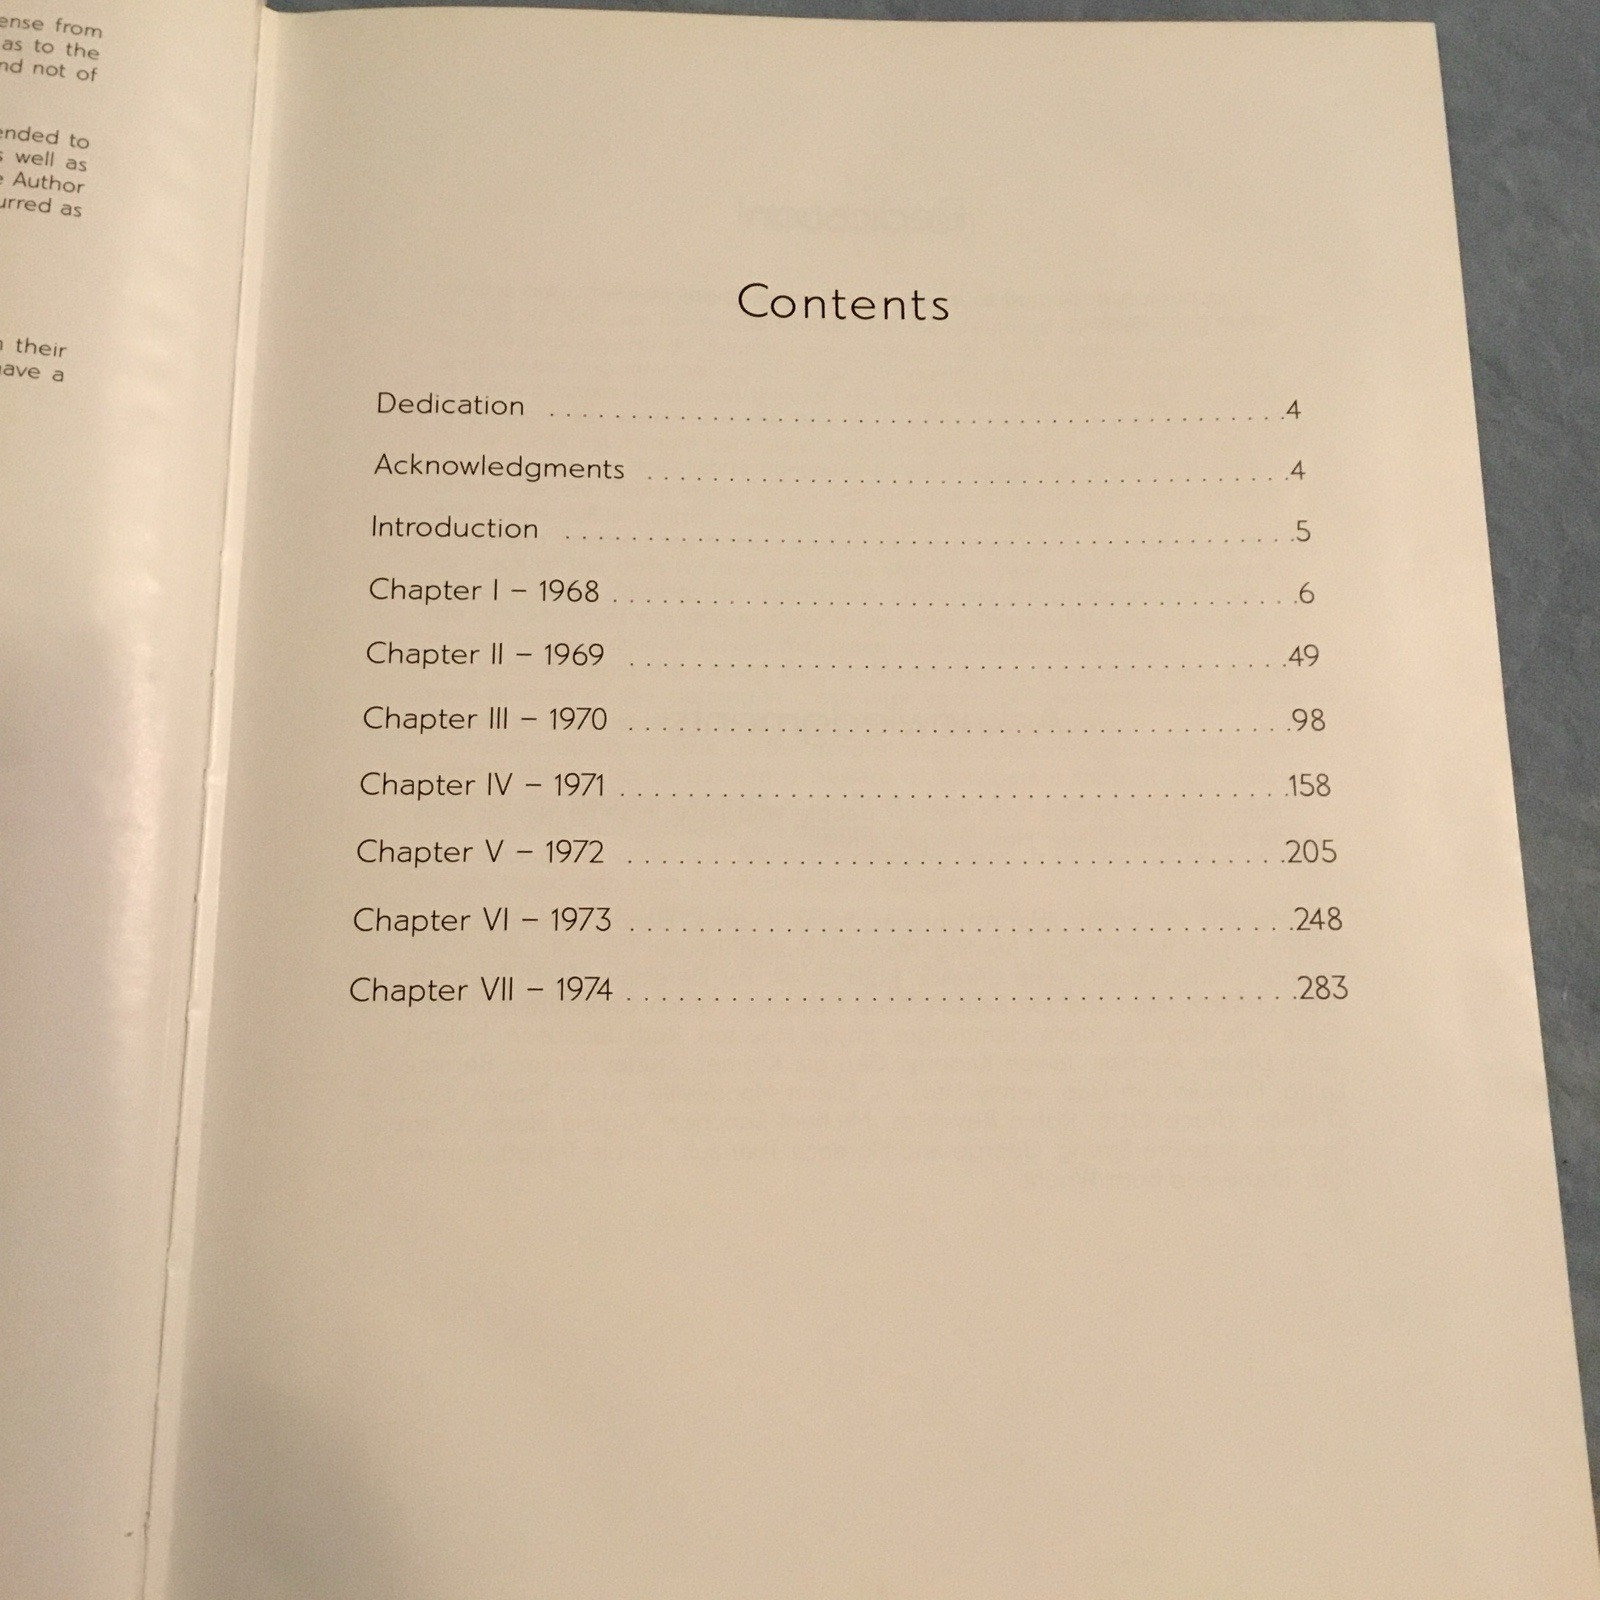 ense from
as to the
nd not of
ended to
s well as
e Author
urred as
n their
have a
Contents
Dedication ........................................ 4
Acknowledgments ........................................ 4
Introduction ........................................ 5
Chapter I – 1968 ........................................ 6
Chapter II – 1969 ........................................ 49
Chapter III – 1970 ........................................ 98
Chapter IV – 1971 ........................................ 158
Chapter V – 1972 ........................................ 205
Chapter VI – 1973 ........................................ 248
Chapter VII – 1974 ........................................ 283